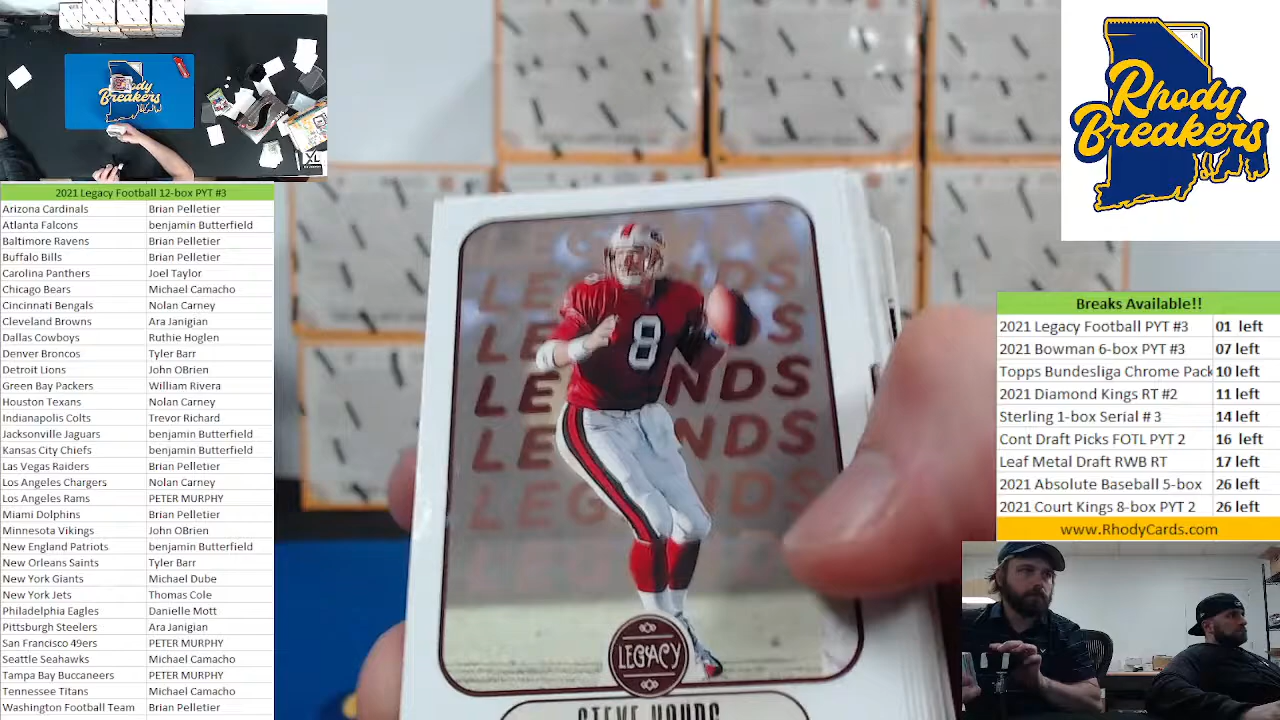 2021 Legacy Football 12-box PYT #3
Arizona Cardinals Brian Pelletier
Atlanta Falcons benjamin Butterfield
Baltimore Ravens Brian Pelletier
Buffalo Bills Brian Pelletier
Carolina Panthers Joel Taylor
Chicago Bears Michael Camacho
Cincinnati Bengals Nolan Carney
Cleveland Browns Ara Janigian
Dallas Cowboys Ruthie Hoglen
Denver Broncos Tyler Barr
Detroit Lions John OBrien
Green Bay Packers William Rivera
Houston Texans Nolan Carney
Indianapolis Colts Trevor Richard
Jacksonville Jaguars benjamin Butterfield
Kansas City Chiefs benjamin Butterfield
Las Vegas Raiders Brian Pelletier
Los Angeles Chargers Nolan Carney
Los Angeles Rams PETER MURPHY
Miami Dolphins Brian Pelletier
Minnesota Vikings John OBrien
New England Patriots benjamin Butterfield
New Orleans Saints Tyler Barr
New York Giants Michael Dube
New York Jets Thomas Cole
Philadelphia Eagles Danielle Mott
Pittsburgh Steelers Ara Janigian
San Francisco 49ers PETER MURPHY
Seattle Seahawks Michael Camacho
Tampa Bay Buccaneers PETER MURPHY
Tennessee Titans Michael Camacho
Washington Football Team Brian Pelletier
Rhody
Breakers
XL
LEGENDS
LEGENDS
LEGENDS
LEGENDS
LEGENDS
LEGENDS
8
LEGACY
STEVE YOUNG
Rhody
Breakers
Breaks Available!!
2021 Legacy Football PYT #3 01 left
2021 Bowman 6-box PYT #3 07 left
Topps Bundesliga Chrome Pack 10 left
2021 Diamond Kings RT #2 11 left
Sterling 1-box Serial # 3 14 left
Cont Draft Picks FOTL PYT 2 16 left
Leaf Metal Draft RWB RT 17 left
2021 Absolute Baseball 5-box 26 left
2021 Court Kings 8-box PYT 2 26 left
www.RhodyCards.com